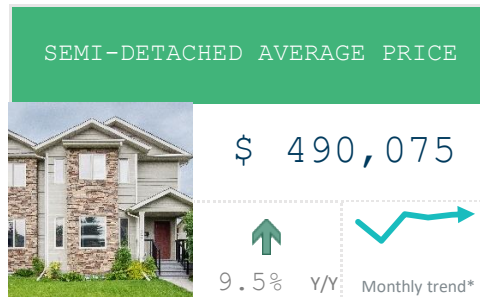 SEMI-DETACHED AVERAGE PRICE
$ 490,075
9.5% Y/Y
Monthly trend*